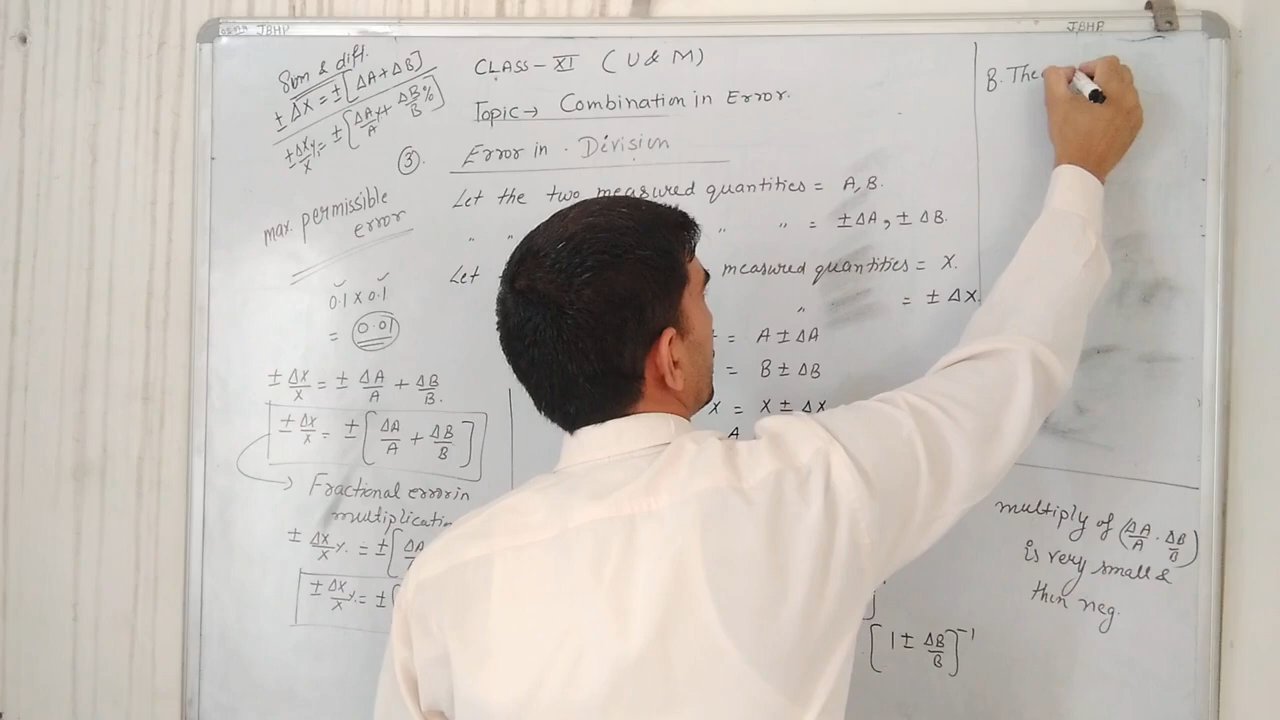 JBHP
JBHP
Sum & diff.
± ΔX = ± [ΔA + ΔB]
± ΔX/X % = ± [ΔA/A % + ΔB/B %]
max. permissible
error
0.1 X 0.1
= 0.01
± ΔX/X = ± ΔA/A + ΔB/B.
± ΔX/X = ± [ΔA/A + ΔB/B]
Fractional error in
multiplicati
± ΔX/X % = ± [ΔA
± ΔX/X % = ± [
CLASS - XI ( U & M )
Topic → Combination in Error.
③. Error in . Division
Let the two measured quantities = A, B.
" " " " = ± ΔA, ± ΔB.
Let measured quantities = X.
" = ± ΔX.
= A ± ΔA
= B ± ΔB
X = X ± ΔX
A
[1 ± ΔB/B]⁻¹
B. The
multiply of (ΔA/A . ΔB/B)
is very small &
then neg.